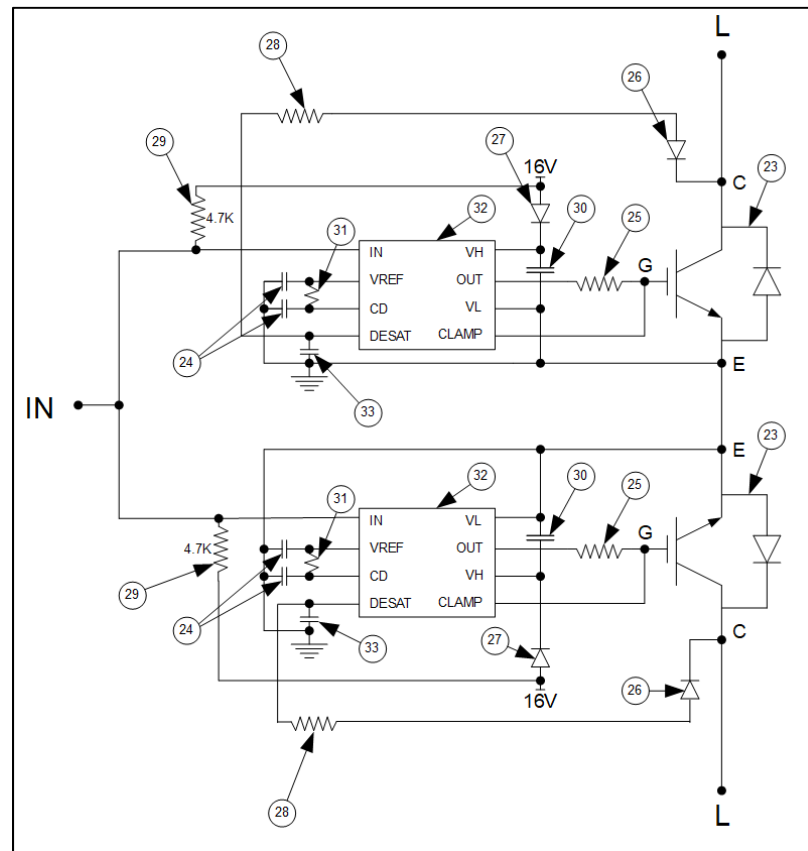 L
28
26
27
29
16V
C
23
32
30
4.7K
31
25
IN VH
G
VREF OUT
CD VL
DESAT CLAMP
24
E
33
IN
E
23
32
30
31
25
IN VL
4.7K
G
VREF OUT
CD VH
29
DESAT CLAMP
24
33
27
C
16V
26
28
L